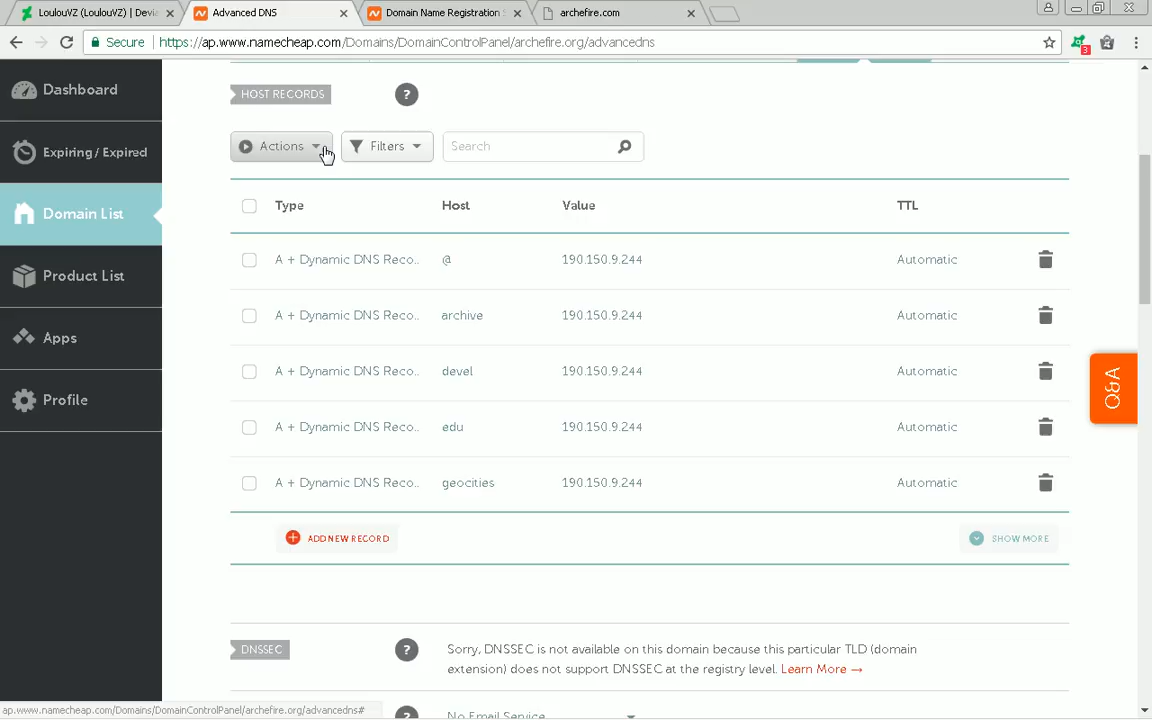 LoulouVZ (LoulouVZ) | Devia
Advanced DNS
Domain Name Registration S
archefire.com
Secure
https://ap.www.namecheap.com/Domains/DomainControlPanel/archefire.org/advancedns
3
Dashboard
Expiring / Expired
Domain List
Product List
Apps
Profile
HOST RECORDS
?
Actions
Filters
Search
Type Host Value TTL
A + Dynamic DNS Reco.. @ 190.150.9.244 Automatic
A + Dynamic DNS Reco.. archive 190.150.9.244 Automatic
A + Dynamic DNS Reco.. devel 190.150.9.244 Automatic
A + Dynamic DNS Reco.. edu 190.150.9.244 Automatic
A + Dynamic DNS Reco.. geocities 190.150.9.244 Automatic
ADD NEW RECORD
SHOW MORE
Q&A
DNSSEC
?
Sorry, DNSSEC is not available on this domain because this particular TLD (domain
extension) does not support DNSSEC at the registry level. Learn More →
?
No Email Service
ap.www.namecheap.com/Domains/DomainControlPanel/archefire.org/advancedns#